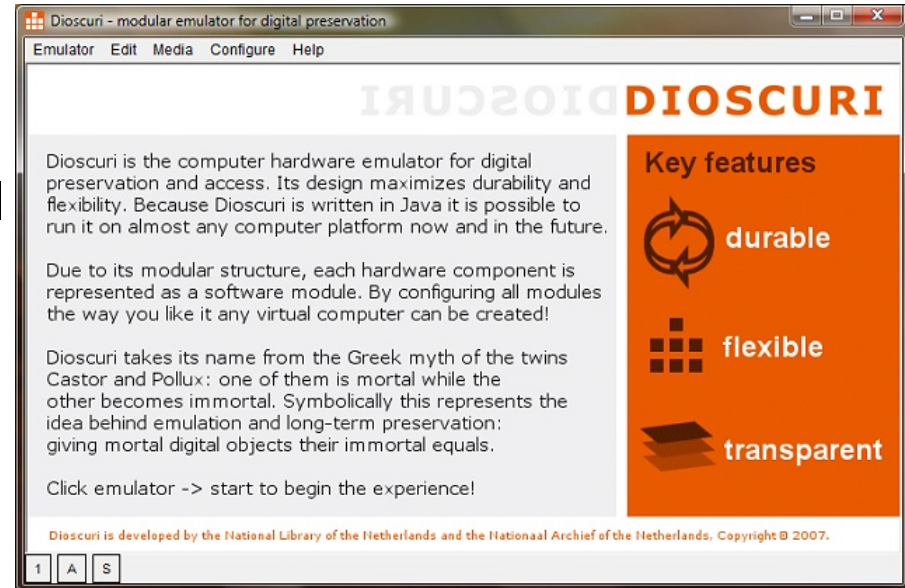 Dioscuri - modular emulator for digital preservation
Emulator Edit Media Configure Help
DIOSCURI DIOSCURI
Dioscuri is the computer hardware emulator for digital
preservation and access. Its design maximizes durability and
flexibility. Because Dioscuri is written in Java it is possible to
run it on almost any computer platform now and in the future.
Due to its modular structure, each hardware component is
represented as a software module. By configuring all modules
the way you like it any virtual computer can be created!
Dioscuri takes its name from the Greek myth of the twins
Castor and Pollux: one of them is mortal while the
other becomes immortal. Symbolically this represents the
idea behind emulation and long-term preservation:
giving mortal digital objects their immortal equals.
Click emulator -> start to begin the experience!
Key features
durable
flexible
transparent
Dioscuri is developed by the National Library of the Netherlands and the Nationaal Archief of the Netherlands, Copyright © 2007.
1 A S